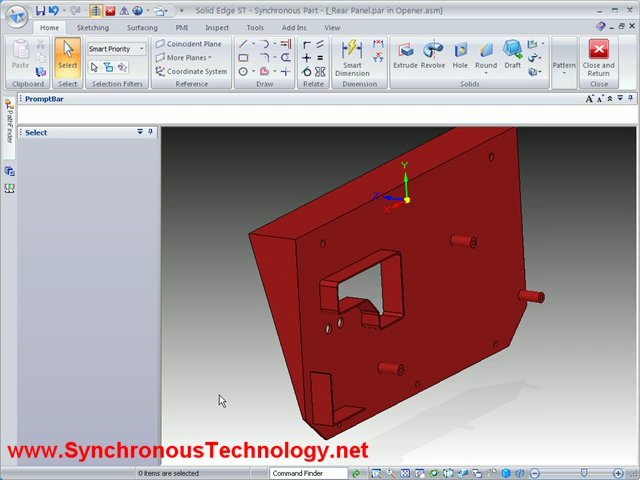 Solid Edge ST - Synchronous Part - [_Rear Panel.par in Opener.asm]
Home Sketching Surfacing PMI Inspect Tools Add Ins View
Paste
Select
Smart Priority
Coincident Plane
More Planes
Coordinate System
Smart
Dimension
Extrude Revolve Hole Round Draft
Pattern
Close and
Return
Clipboard Select Selection Filters Reference Draw Dimension Solids Close
PromptBar
PathFinder
Select
Y
Z
X
www.SynchronousTechnology.net
0 items are selected
Command Finder